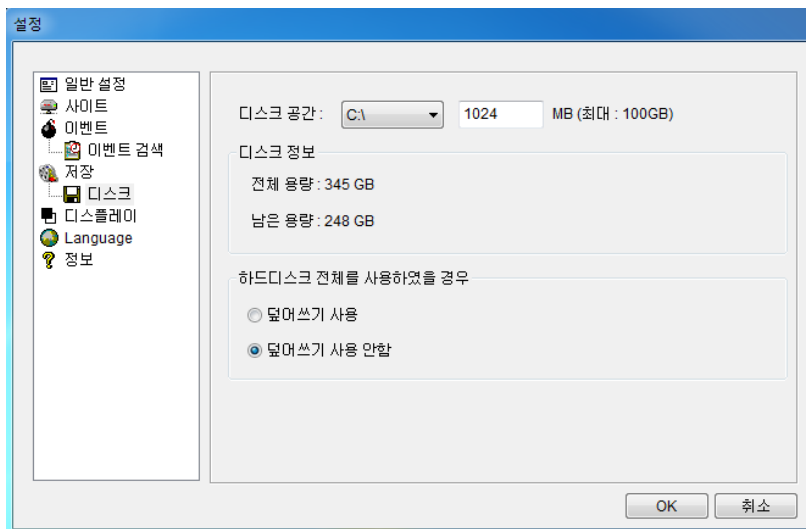 설정
일반 설정
사이트
이벤트
이벤트 검색
저장
디스크
디스플레이
Language
정보
디스크 공간 : C:\ 1024 MB (최대 : 100GB)
디스크 정보
전체 용량 : 345 GB
남은 용량 : 248 GB
하드디스크 전체를 사용하였을 경우
덮어쓰기 사용
덮어쓰기 사용 안함
OK 취소